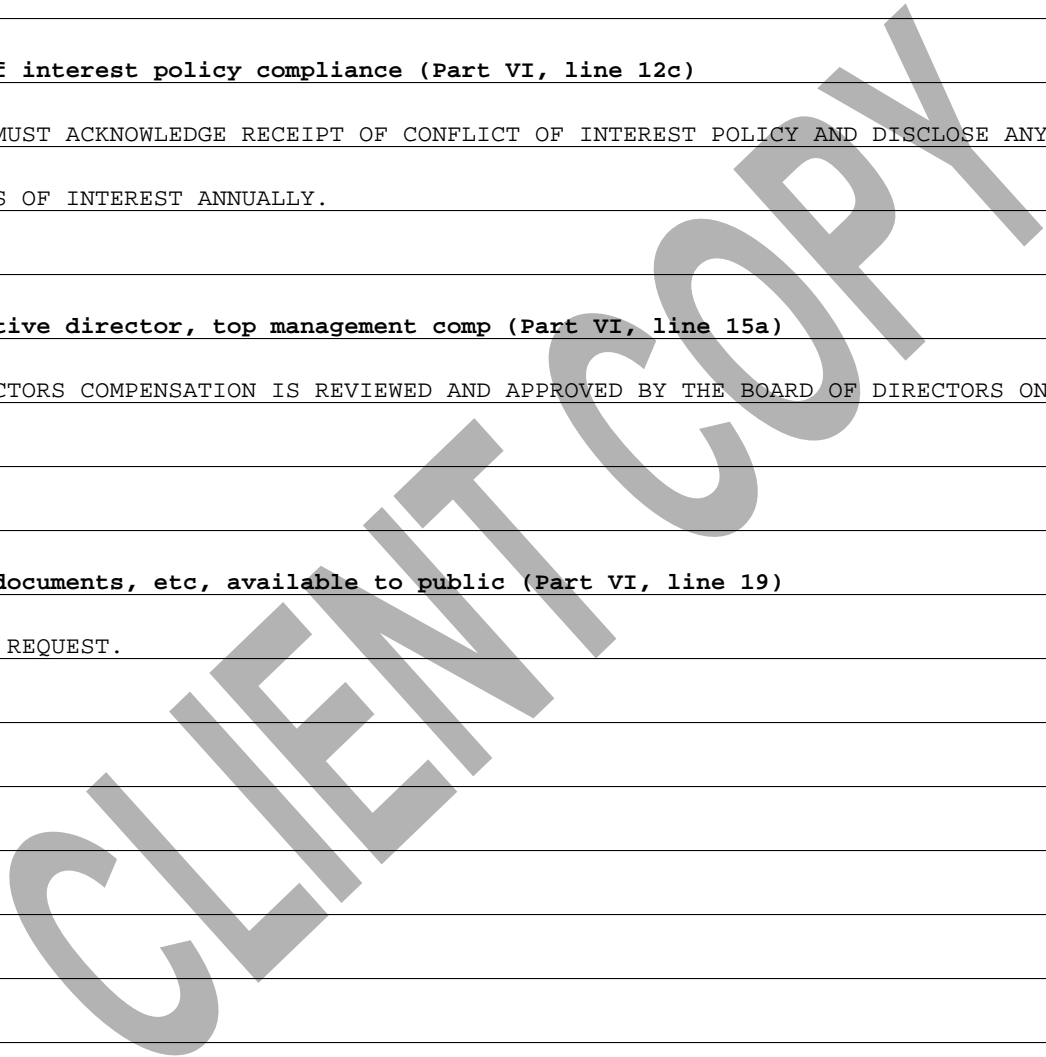 f interest policy compliance (Part VI, line 12c)
MUST ACKNOWLEDGE RECEIPT OF CONFLICT OF INTEREST POLICY AND DISCLOSE ANY
S OF INTEREST ANNUALLY.
tive director, top management comp (Part VI, line 15a)
CTORS COMPENSATION IS REVIEWED AND APPROVED BY THE BOARD OF DIRECTORS ON
documents, etc, available to public (Part VI, line 19)
REQUEST.
CLIENT COPY